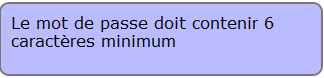 Le mot de passe doit contenir 6
caractères minimum